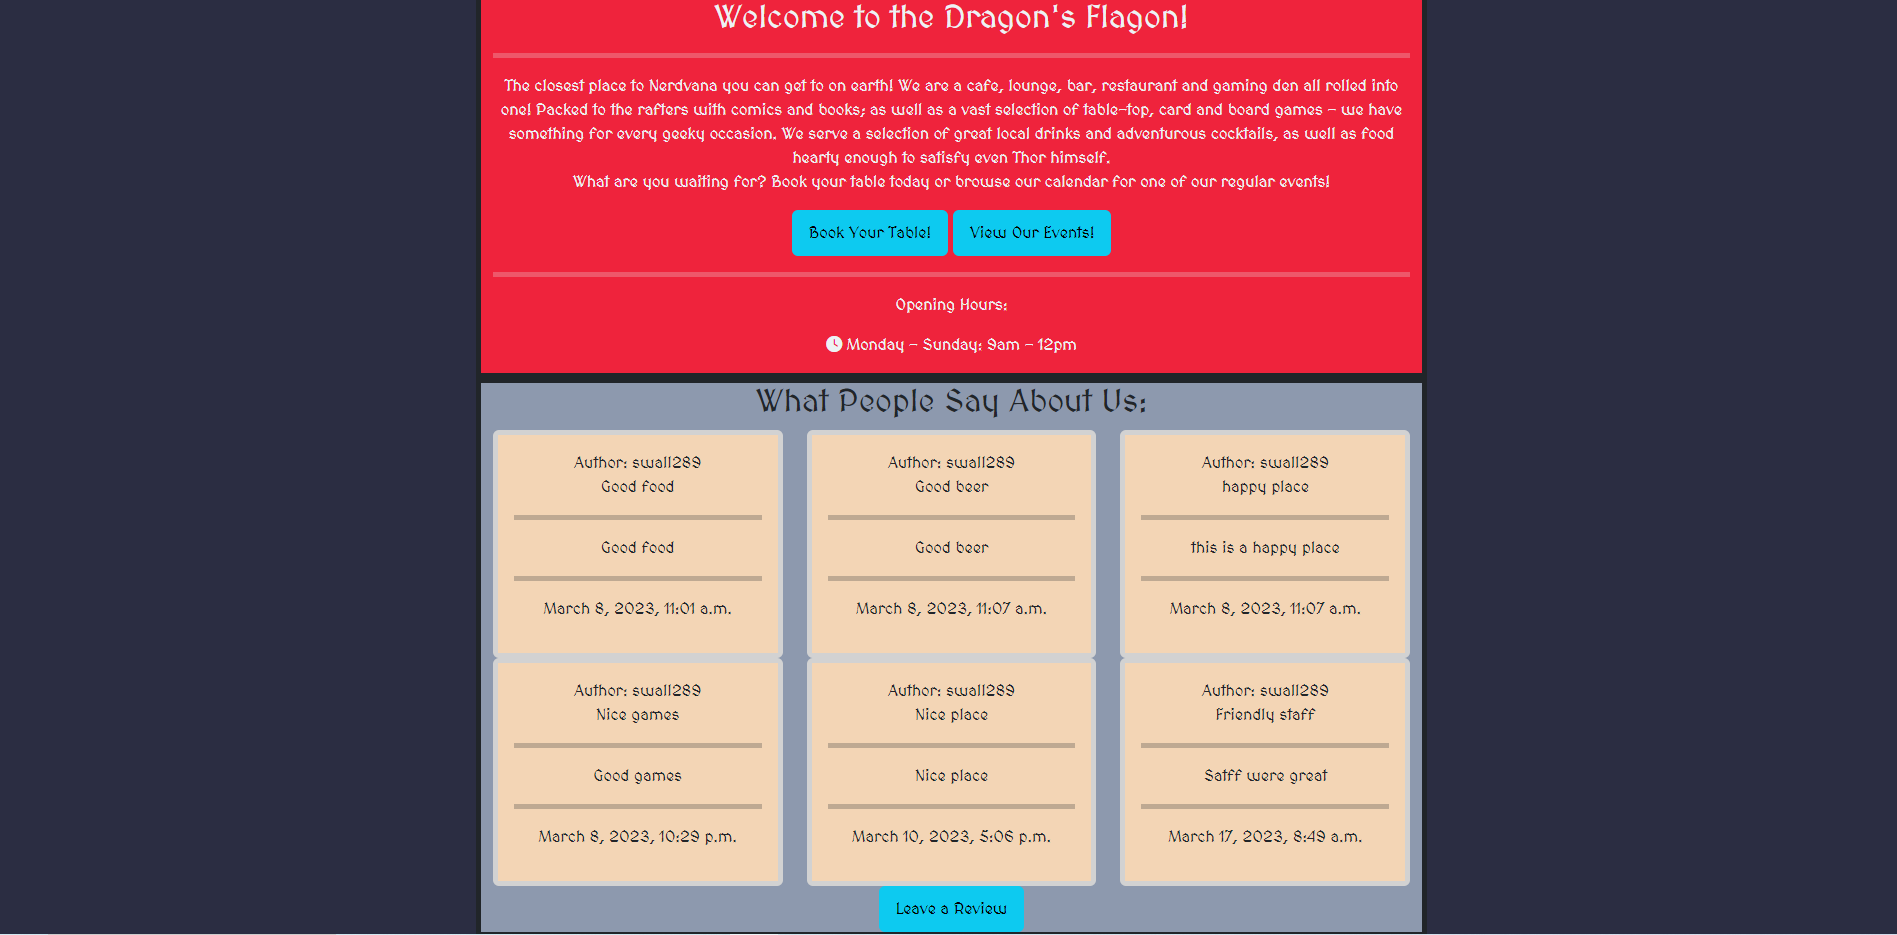 Welcome to the Dragon's Flagon!
The closest place to Nerdvana you can get to on earth! We are a cafe, lounge, bar, restaurant and gaming den all rolled into
one! Packed to the rafters with comics and books; as well as a vast selection of table-top, card and board games - we have
something for every geeky occasion. We serve a selection of great local drinks and adventurous cocktails, as well as food
hearty enough to satisfy even Thor himself.
What are you waiting for? Book your table today or browse our calendar for one of our regular events!
Book Your Table! View Our Events!
Opening Hours:
Monday - Sunday: 9am - 12pm
What People Say About Us:
Author: swall289
Good food
Good food
March 8, 2023, 11:01 a.m.
Author: swall289
Good beer
Good beer
March 8, 2023, 11:07 a.m.
Author: swall289
happy place
this is a happy place
March 8, 2023, 11:07 a.m.
Author: swall289
Nice games
Good games
March 8, 2023, 10:29 p.m.
Author: swall289
Nice place
Nice place
March 10, 2023, 5:06 p.m.
Author: swall289
Friendly staff
Satff were great
March 17, 2023, 8:49 a.m.
Leave a Review